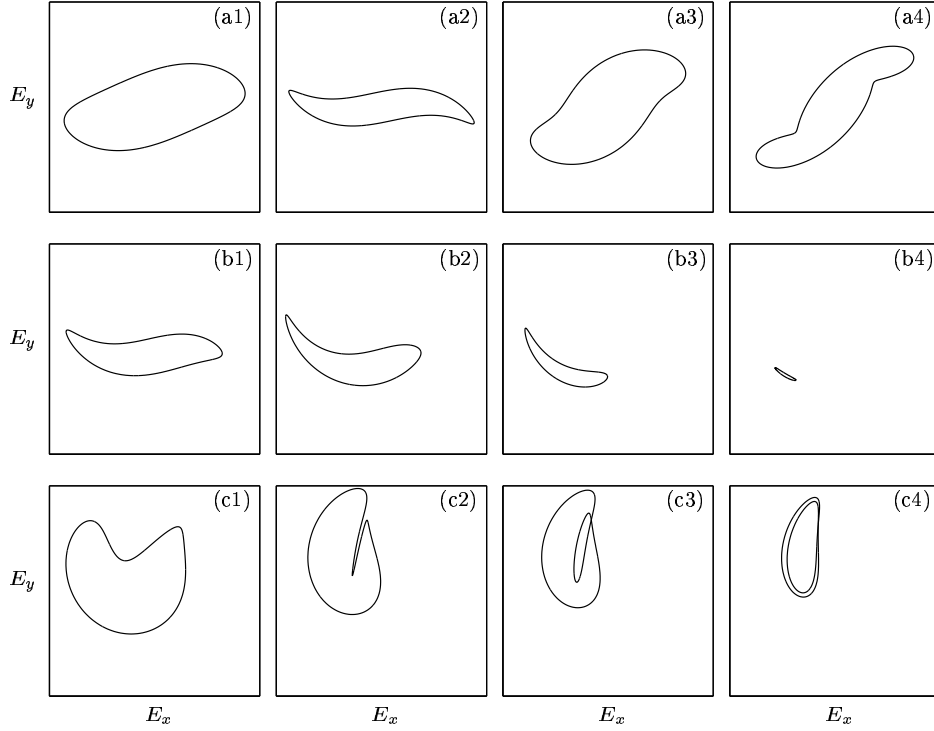 (a1) (a2) (a3) (a4)
E_y
(b1) (b2) (b3) (b4)
E_y
(c1) (c2) (c3) (c4)
E_y
E_x E_x E_x E_x